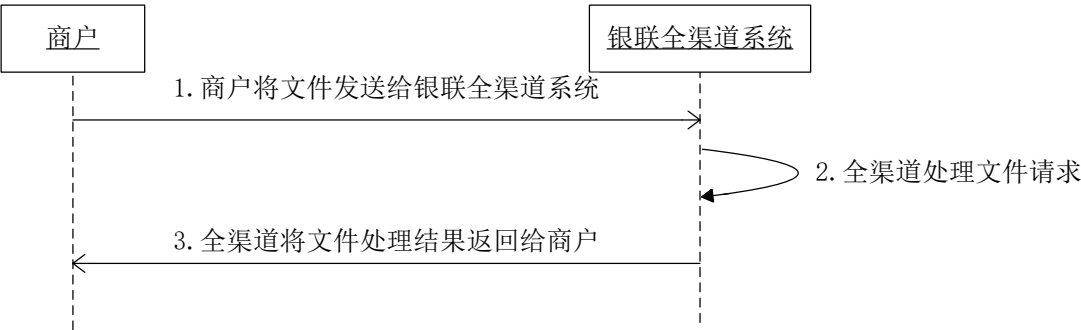 商户
银联全渠道系统
1.商户将文件发送给银联全渠道系统
2.全渠道处理文件请求
3.全渠道将文件处理结果返回给商户